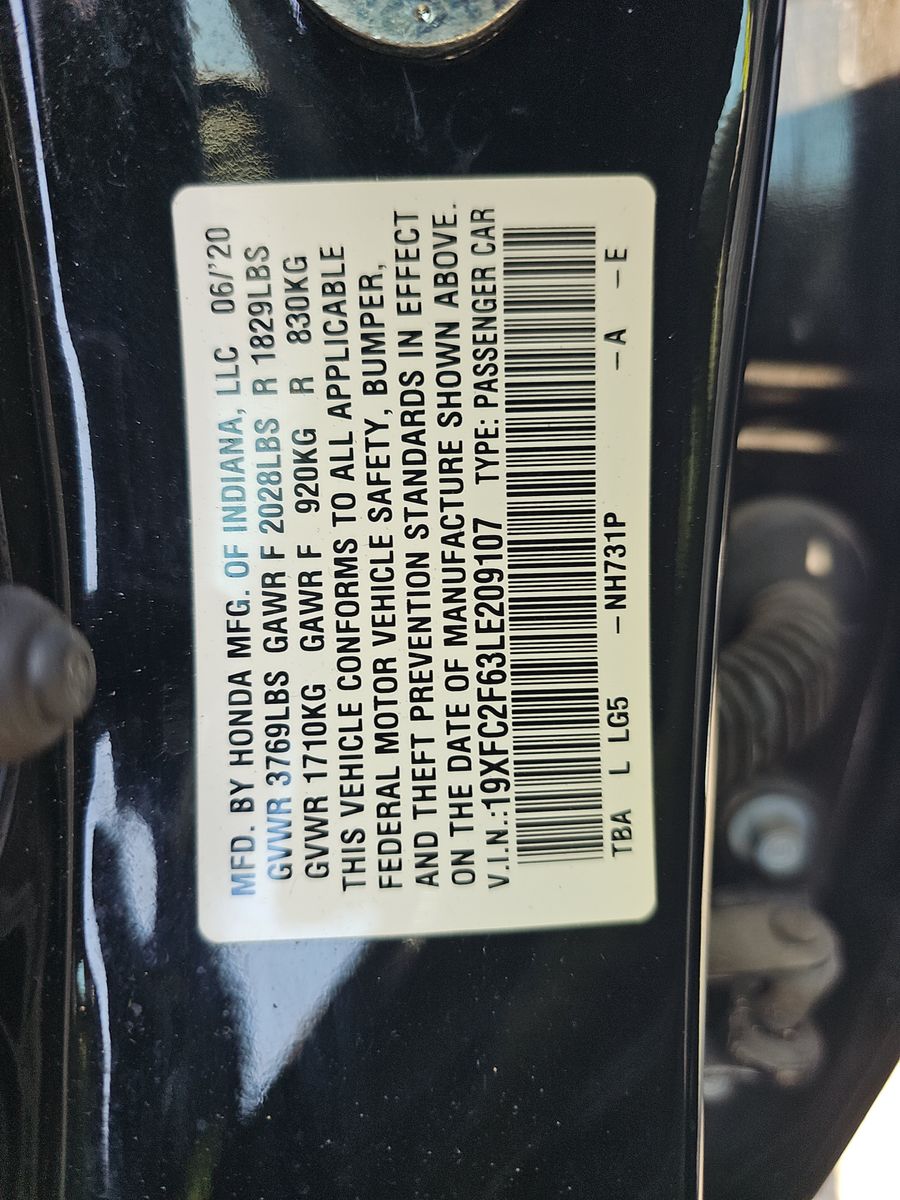 MFD. BY HONDA MFG. OF INDIANA, LLC 06/'20
GVWR 3769LBS GAWR F 2028LBS R 1829LBS
GVWR 1710KG GAWR F 920KG R 830KG
THIS VEHICLE CONFORMS TO ALL APPLICABLE
FEDERAL MOTOR VEHICLE SAFETY, BUMPER,
AND THEFT PREVENTION STANDARDS IN EFFECT
ON THE DATE OF MANUFACTURE SHOWN ABOVE.
V.I.N.:19XFC2F63LE209107 TYPE: PASSENGER CAR
TBA L LG5 -NH731P -A -E